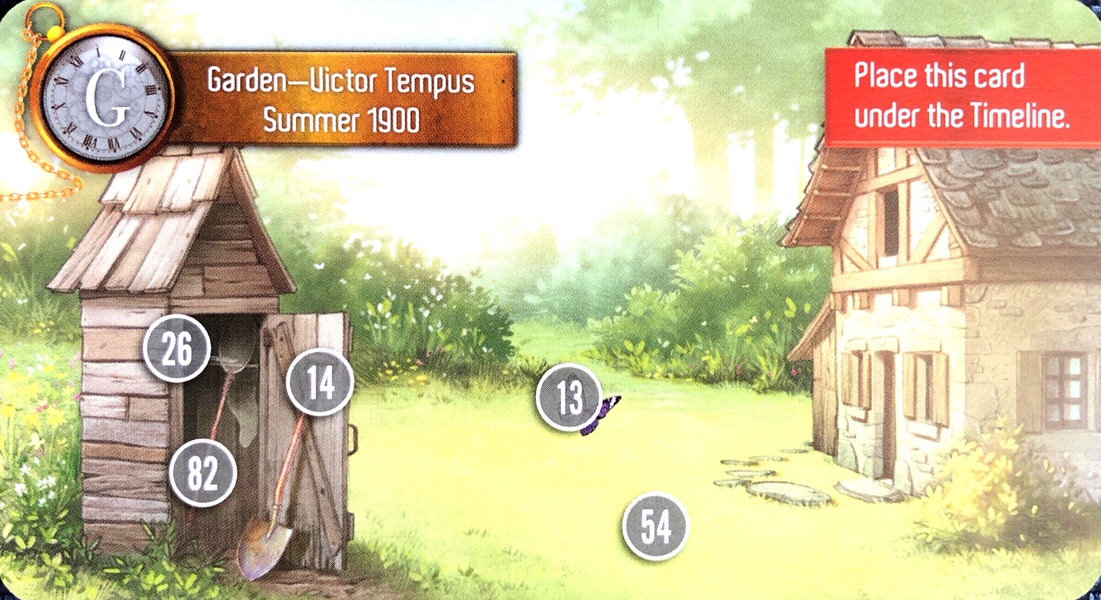 G
Garden—Victor Tempus
Summer 1900
Place this card
under the Timeline.
26
14
13
82
54